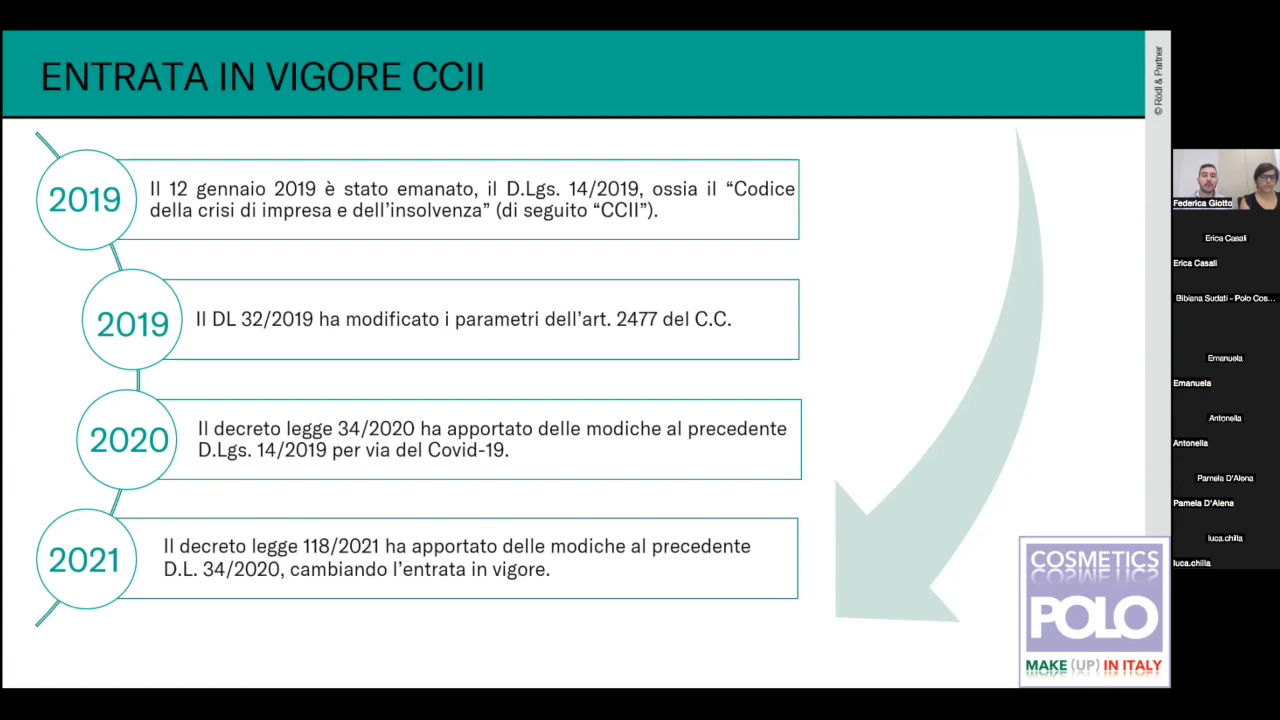 ENTRATA IN VIGORE CCII
© Rödl & Partner
2019
Il 12 gennaio 2019 è stato emanato, il D.Lgs. 14/2019, ossia il “Codice
della crisi di impresa e dell’insolvenza” (di seguito “CCII”).
2019
Il DL 32/2019 ha modificato i parametri dell’art. 2477 del C.C.
2020
Il decreto legge 34/2020 ha apportato delle modiche al precedente
D.Lgs. 14/2019 per via del Covid-19.
2021
Il decreto legge 118/2021 ha apportato delle modiche al precedente
D.L. 34/2020, cambiando l’entrata in vigore.
COSMETICS
POLO
MAKE (UP) IN ITALY
Federica Giotto
Erica Casali
Erica Casali
Bibiana Sudati - Polo Cos...
Emanuela
Emanuela
Antonella
Antonella
Pamela D'Alena
Pamela D'Alena
luca.chilla
luca.chilla